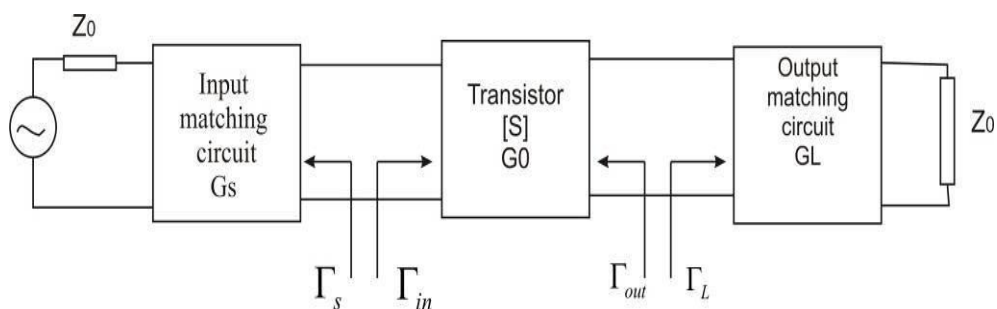 Z0
Input
matching
circuit
Gs
Transistor
[S]
G0
Output
matching
circuit
GL
Z0
Γs
Γin
Γout
ΓL